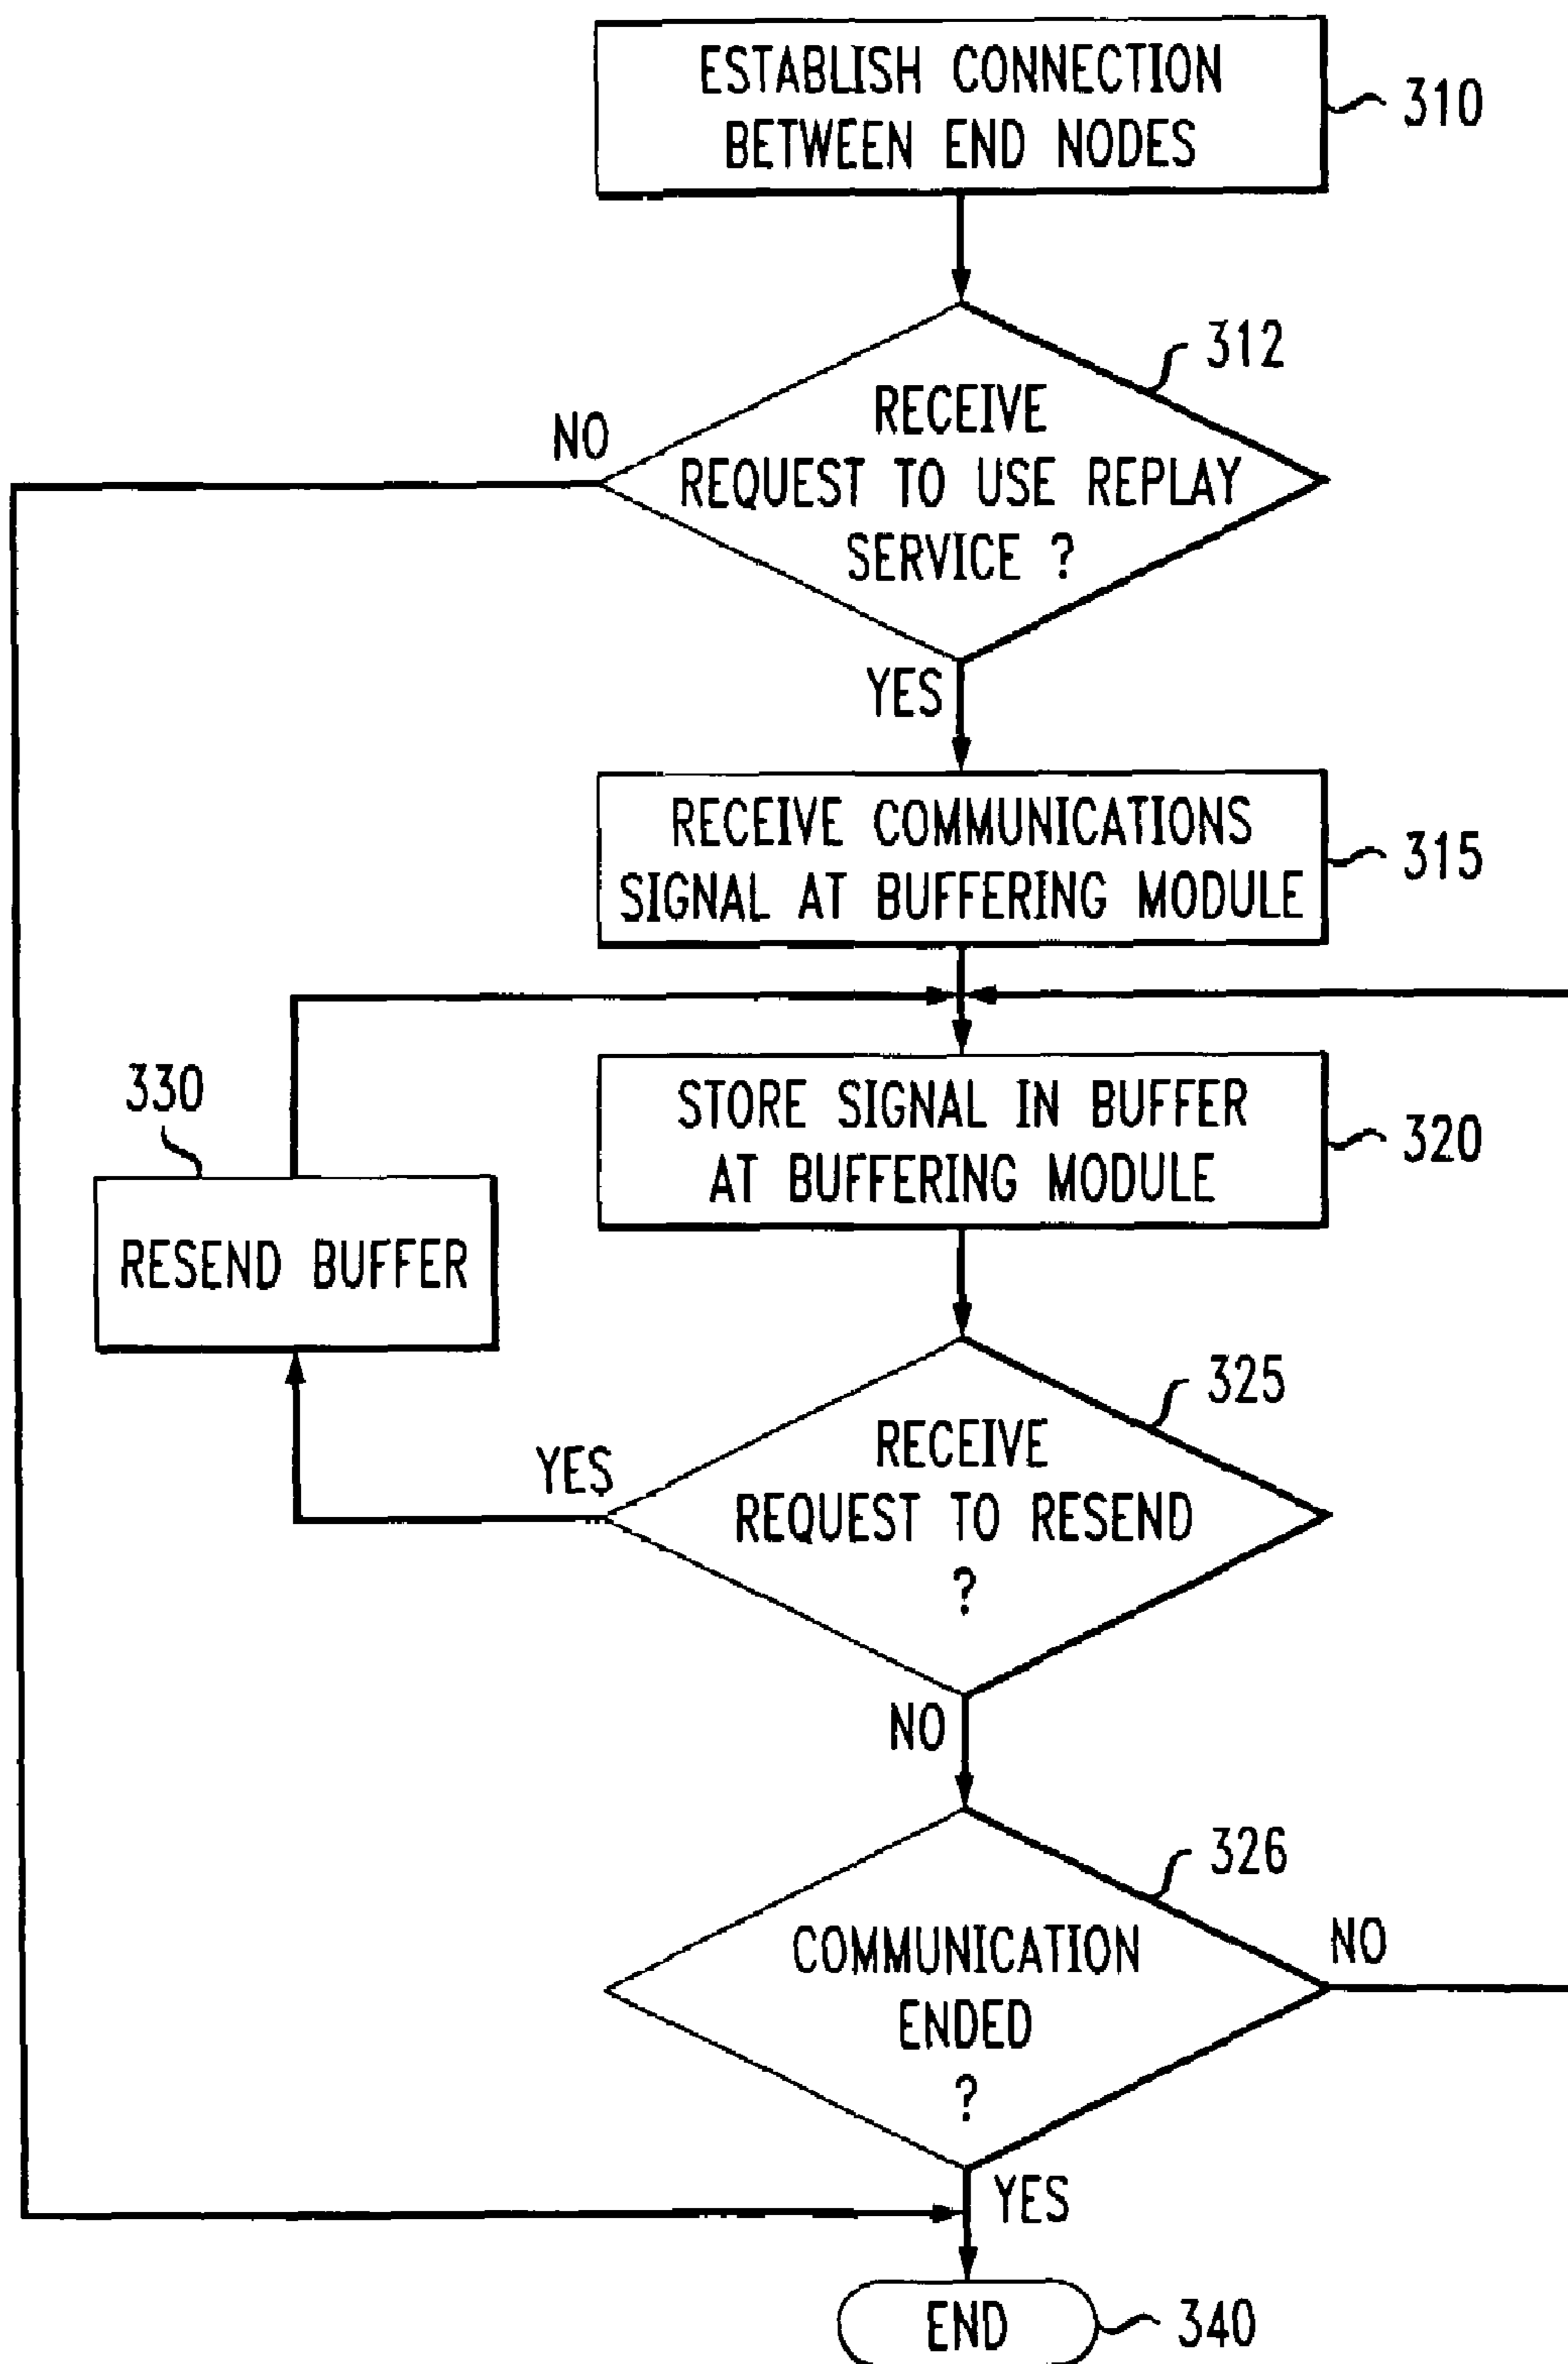 ESTABLISH CONNECTION
BETWEEN END NODES
310
312
RECEIVE
REQUEST TO USE REPLAY
SERVICE ?
NO
YES
RECEIVE COMMUNICATIONS
SIGNAL AT BUFFERING MODULE
315
330
STORE SIGNAL IN BUFFER
AT BUFFERING MODULE
320
RESEND BUFFER
325
RECEIVE
REQUEST TO RESEND
?
YES
NO
326
COMMUNICATION
ENDED
?
NO
YES
END
340